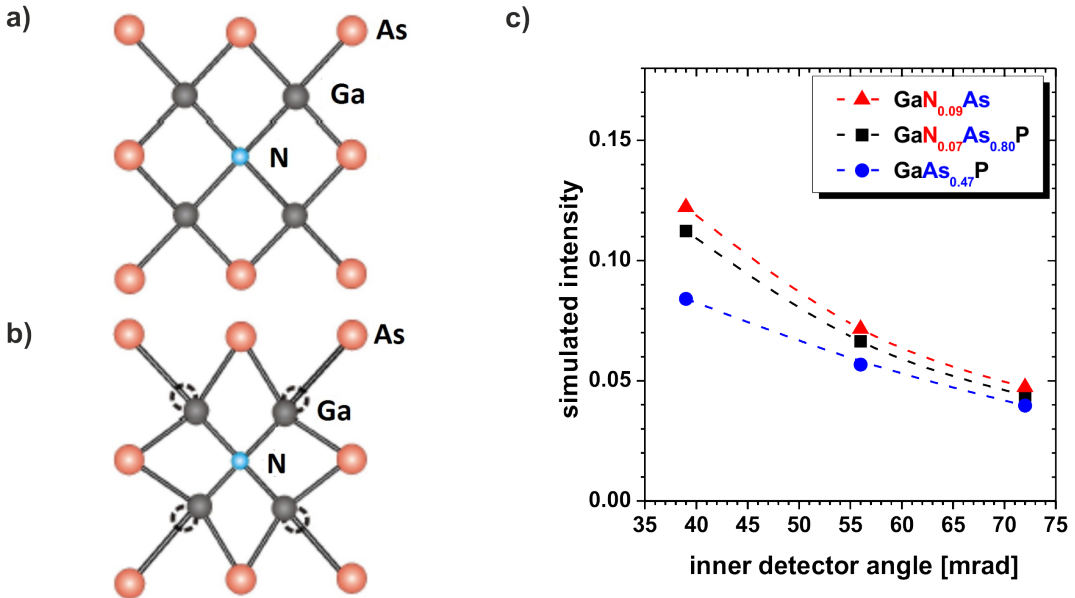 a)
As
Ga
N
b)
As
Ga
N
c)
GaN0.09As
GaN0.07As0.80P
GaAs0.47P
0.15
0.10
0.05
0.00
simulated intensity
35 40 45 50 55 60 65 70 75
inner detector angle [mrad]